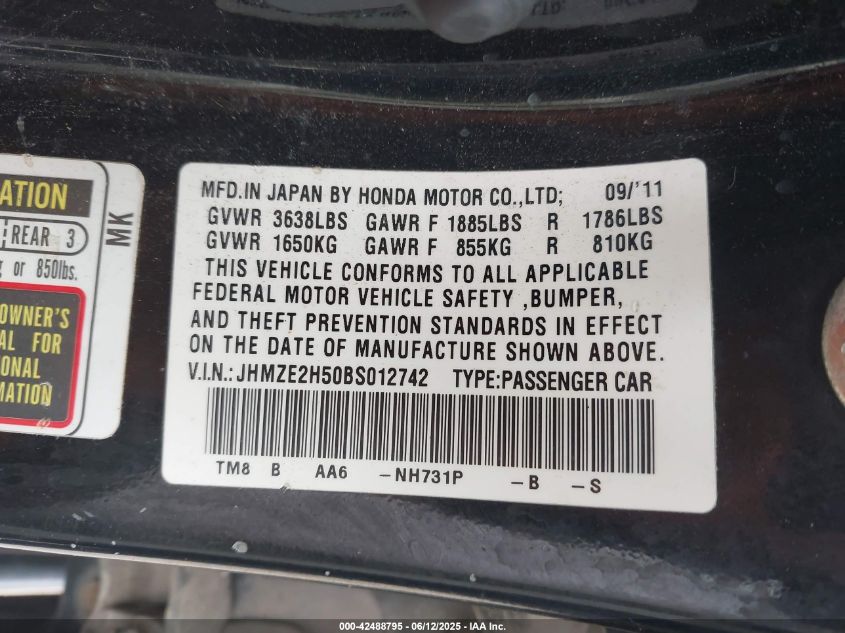 MFD.IN JAPAN BY HONDA MOTOR CO.,LTD; 09/'11
GVWR 3638LBS GAWR F 1885LBS R 1786LBS
GVWR 1650KG GAWR F 855KG R 810KG
THIS VEHICLE CONFORMS TO ALL APPLICABLE
FEDERAL MOTOR VEHICLE SAFETY ,BUMPER,
AND THEFT PREVENTION STANDARDS IN EFFECT
ON THE DATE OF MANUFACTURE SHOWN ABOVE.
V.I.N.:JHMZE2H50BS012742 TYPE:PASSENGER CAR
TM8 B AA6 -NH731P -B -S
REAR 3
or 850lbs.
OWNER'S
FOR
MK
000-42488795 - 06/12/2025 - IAA Inc.